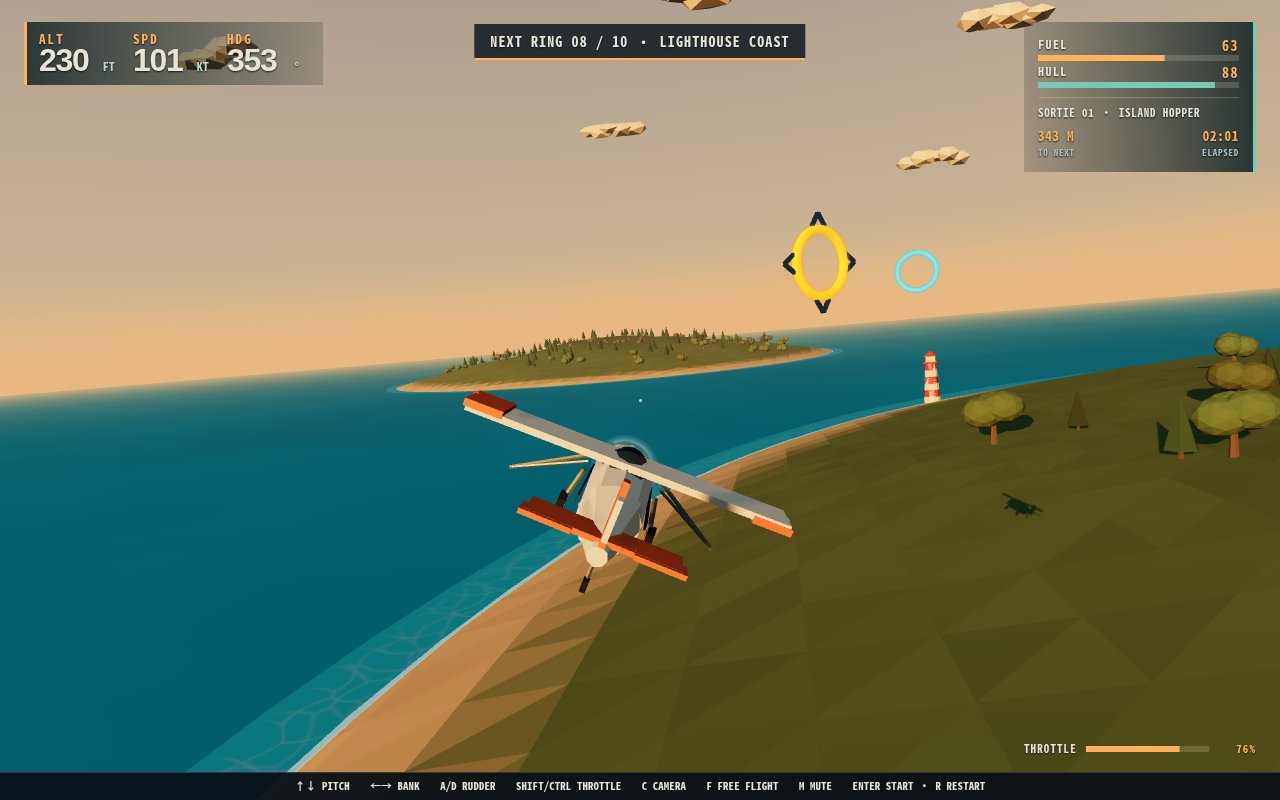 ALT SPD HDG
230 FT 101 KT 353 °
NEXT RING 08 / 10 • LIGHTHOUSE COAST
FUEL 63
HULL 88
SORTIE 01 • ISLAND HOPPER
343 M 02:01
TO NEXT ELAPSED
THROTTLE 76%
↑↓ PITCH ←→ BANK A/D RUDDER SHIFT/CTRL THROTTLE C CAMERA F FREE FLIGHT M MUTE ENTER START • R RESTART